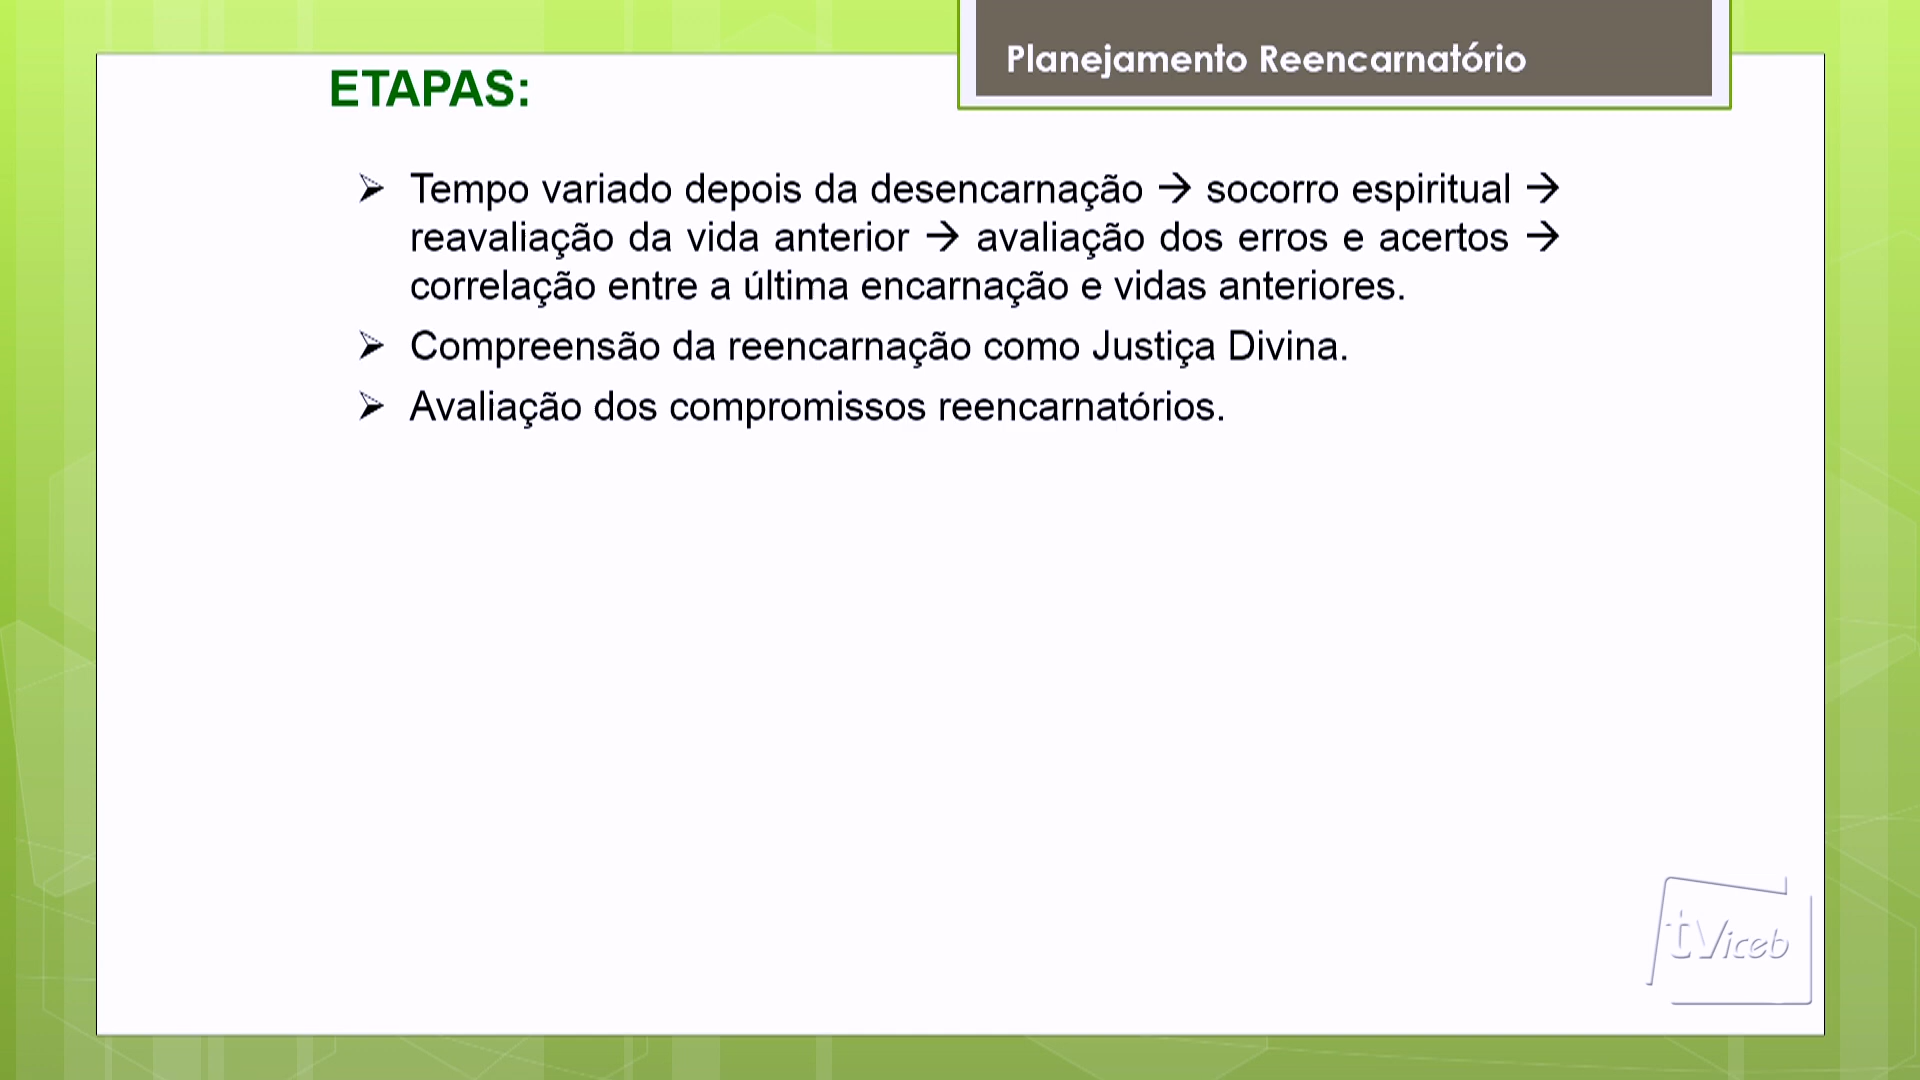 Planejamento Reencarnatório
ETAPAS:
➢ Tempo variado depois da desencarnação → socorro espiritual →
reavaliação da vida anterior → avaliação dos erros e acertos →
correlação entre a última encarnação e vidas anteriores.
➢ Compreensão da reencarnação como Justiça Divina.
➢ Avaliação dos compromissos reencarnatórios.
tViceb